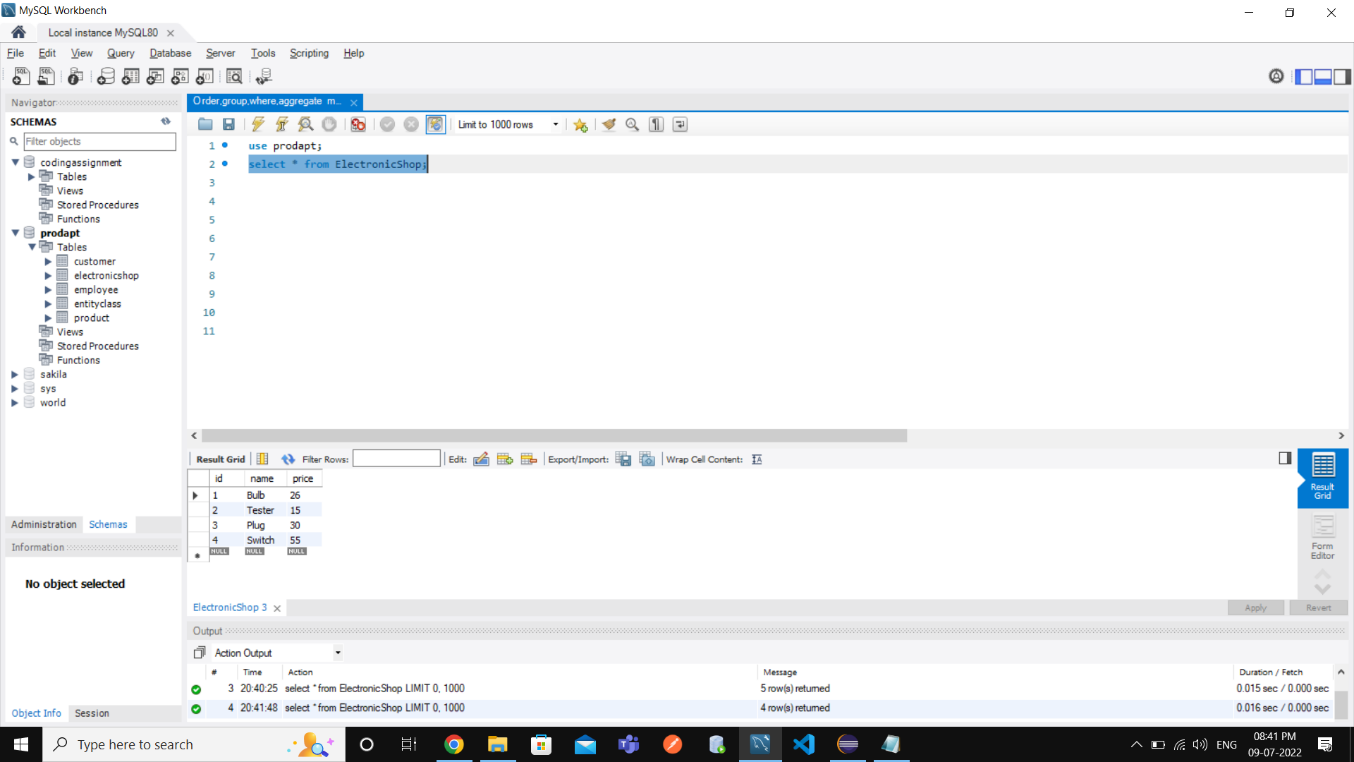 MySQL Workbench
Local instance MySQL80
File Edit View Query Database Server Tools Scripting Help
Navigator
SCHEMAS
Filter objects
codingassignment
Tables
Views
Stored Procedures
Functions
prodapt
Tables
customer
electronicshop
employee
entityclass
product
Views
Stored Procedures
Functions
sakila
sys
world
Administration Schemas
Information
No object selected
Object Info Session
Order,group,where,aggregate m...
Limit to 1000 rows
1 use prodapt;
2 select * from ElectronicShop;
3
4
5
6
7
8
9
10
11
Result Grid Filter Rows: Edit: Export/Import: Wrap Cell Content:
id name price
1 Bulb 26
2 Tester 15
3 Plug 30
4 Switch 55
NULL NULL NULL
Result
Grid
Form
Editor
ElectronicShop 3
Apply Revert
Output
Action Output
# Time Action Message Duration / Fetch
3 20:40:25 select * from ElectronicShop LIMIT 0, 1000 5 row(s) returned 0.015 sec / 0.000 sec
4 20:41:48 select * from ElectronicShop LIMIT 0, 1000 4 row(s) returned 0.016 sec / 0.000 sec
Type here to search
ENG
08:41 PM
09-07-2022